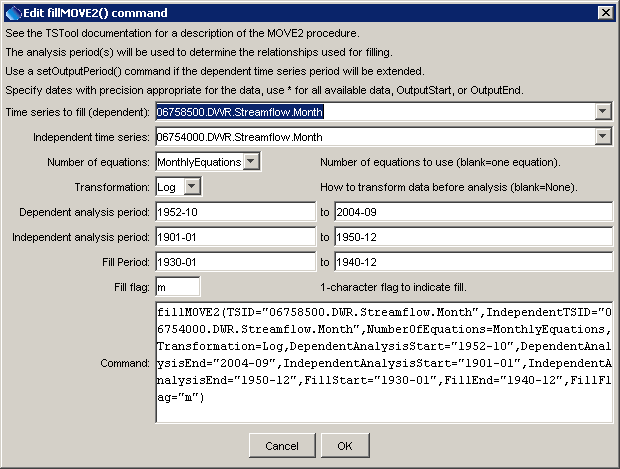 Edit fillMOVE2() command
See the TSTool documentation for a description of the MOVE2 procedure.
The analysis period(s) will be used to determine the relationships used for filling.
Use a setOutputPeriod() command if the dependent time series period will be extended.
Specify dates with precision appropriate for the data, use * for all available data, OutputStart, or OutputEnd.
Time series to fill (dependent): 06758500.DWR.Streamflow.Month
Independent time series: 06754000.DWR.Streamflow.Month
Number of equations: MonthlyEquations Number of equations to use (blank=one equation).
Transformation: Log How to transform data before analysis (blank=None).
Dependent analysis period: 1952-10 to 2004-09
Independent analysis period: 1901-01 to 1950-12
Fill Period: 1930-01 to 1940-12
Fill flag: m 1-character flag to indicate fill.
Command:
fillMOVE2(TSID="06758500.DWR.Streamflow.Month",IndependentTSID="0
6754000.DWR.Streamflow.Month",NumberOfEquations=MonthlyEquations,
Transformation=Log,DependentAnalysisStart="1952-10",DependentAnal
ysisEnd="2004-09",IndependentAnalysisStart="1901-01",IndependentA
nalysisEnd="1950-12",FillStart="1930-01",FillEnd="1940-12",FillFl
ag="m")
Cancel OK